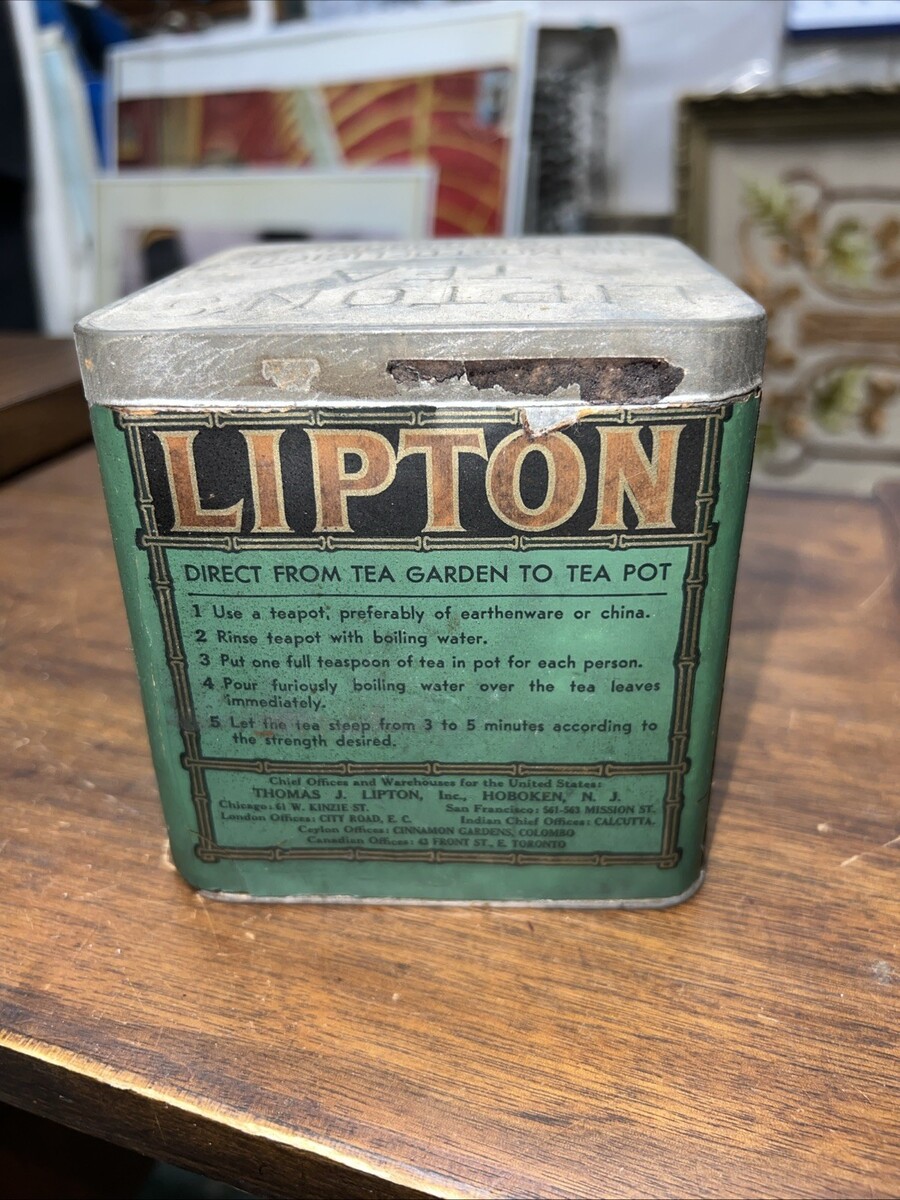 LIPTON'S
TEA
LIPTON
DIRECT FROM TEA GARDEN TO TEA POT
1 Use a teapot, preferably of earthenware or china.
2 Rinse teapot with boiling water.
3 Put one full teaspoon of tea in pot for each person.
4 Pour furiously boiling water over the tea leaves
immediately.
5 Let the tea steep from 3 to 5 minutes according to
the strength desired.
Chief Offices and Warehouses for the United States:
THOMAS J. LIPTON, Inc., HOBOKEN, N. J.
Chicago: 61 W. KINZIE ST. San Francisco: 561-563 MISSION ST.
London Offices: CITY ROAD, E. C. Indian Chief Offices: CALCUTTA.
Ceylon Offices: CINNAMON GARDENS, COLOMBO
Canadian Offices: 43 FRONT ST., E. TORONTO